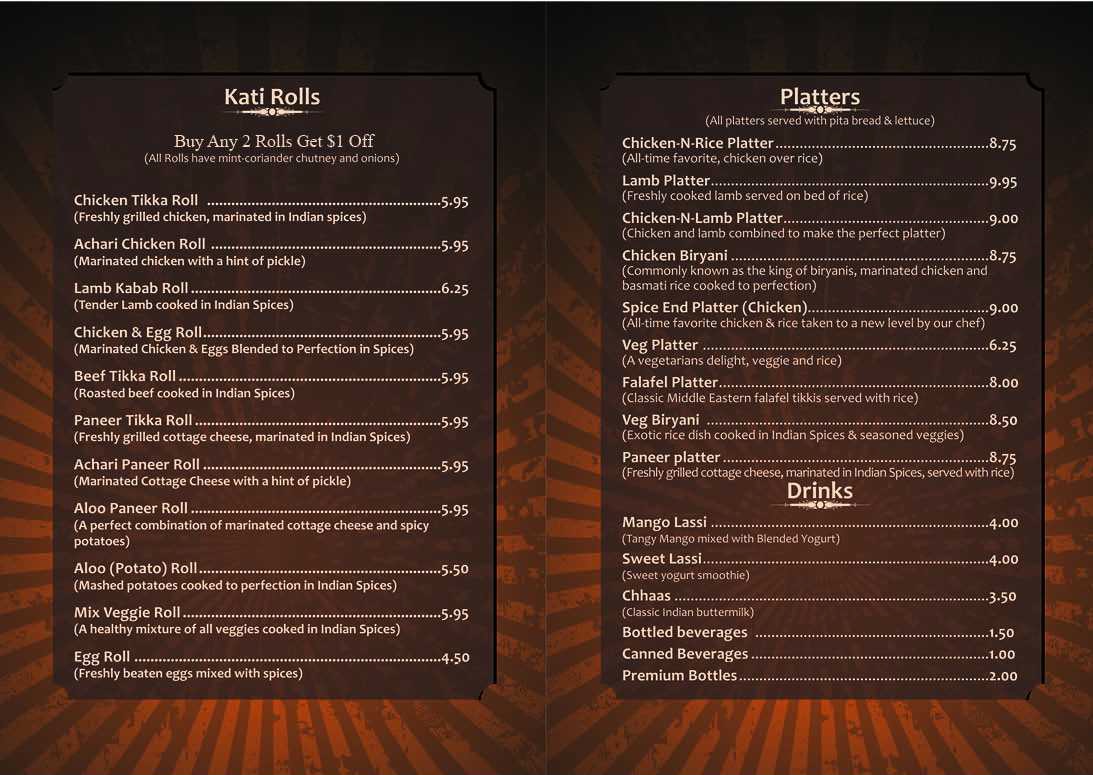 Kati Rolls
Buy Any 2 Rolls Get $1 Off
(All Rolls have mint-coriander chutney and onions)
Chicken Tikka Roll ................................................5.95
(Freshly grilled chicken, marinated in Indian spices)
Achari Chicken Roll ...............................................5.95
(Marinated chicken with a hint of pickle)
Lamb Kabab Roll...................................................6.25
(Tender Lamb cooked in Indian Spices)
Chicken & Egg Roll.................................................5.95
(Marinated Chicken & Eggs Blended to Perfection in Spices)
Beef Tikka Roll......................................................5.95
(Roasted beef cooked in Indian Spices)
Paneer Tikka Roll...................................................5.95
(Freshly grilled cottage cheese, marinated in Indian Spices)
Achari Paneer Roll.................................................5.95
(Marinated Cottage Cheese with a hint of pickle)
Aloo Paneer Roll....................................................5.95
(A perfect combination of marinated cottage cheese and spicy
potatoes)
Aloo (Potato) Roll..................................................5.50
(Mashed potatoes cooked to perfection in Indian Spices)
Mix Veggie Roll.....................................................5.95
(A healthy mixture of all veggies cooked in Indian Spices)
Egg Roll ...............................................................4.50
(Freshly beaten eggs mixed with spices)
Platters
(All platters served with pita bread & lettuce)
Chicken-N-Rice Platter............................................8.75
(All-time favorite, chicken over rice)
Lamb Platter.........................................................9.95
(Freshly cooked lamb served on bed of rice)
Chicken-N-Lamb Platter..........................................9.00
(Chicken and lamb combined to make the perfect platter)
Chicken Biryani .....................................................8.75
(Commonly known as the king of biryanis, marinated chicken and
basmati rice cooked to perfection)
Spice End Platter (Chicken).....................................9.00
(All-time favorite chicken & rice taken to a new level by our chef)
Veg Platter ...........................................................6.25
(A vegetarians delight, veggie and rice)
Falafel Platter.......................................................8.00
(Classic Middle Eastern falafel tikkis served with rice)
Veg Biryani ..........................................................8.50
(Exotic rice dish cooked in Indian Spices & seasoned veggies)
Paneer platter.......................................................8.75
(Freshly grilled cottage cheese, marinated in Indian Spices, served with rice)
Drinks
Mango Lassi .........................................................4.00
(Tangy Mango mixed with Blended Yogurt)
Sweet Lassi...........................................................4.00
(Sweet yogurt smoothie)
Chhaas .................................................................3.50
(Classic Indian buttermilk)
Bottled beverages ................................................1.50
Canned Beverages.................................................1.00
Premium Bottles....................................................2.00